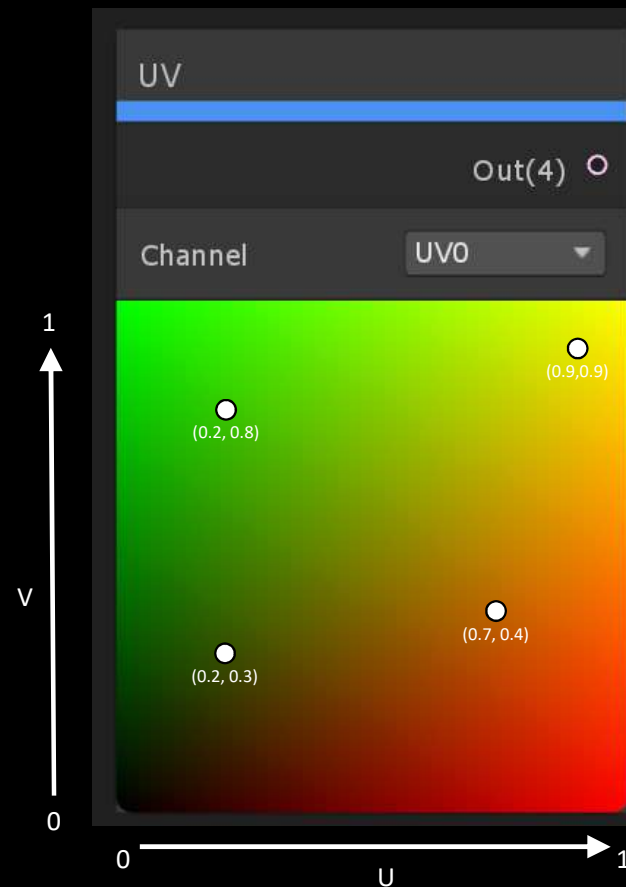 UV
Out(4)
Channel
UV0
1
(0.9,0.9)
(0.2, 0.8)
V
(0.7, 0.4)
(0.2, 0.3)
0
0
1
U